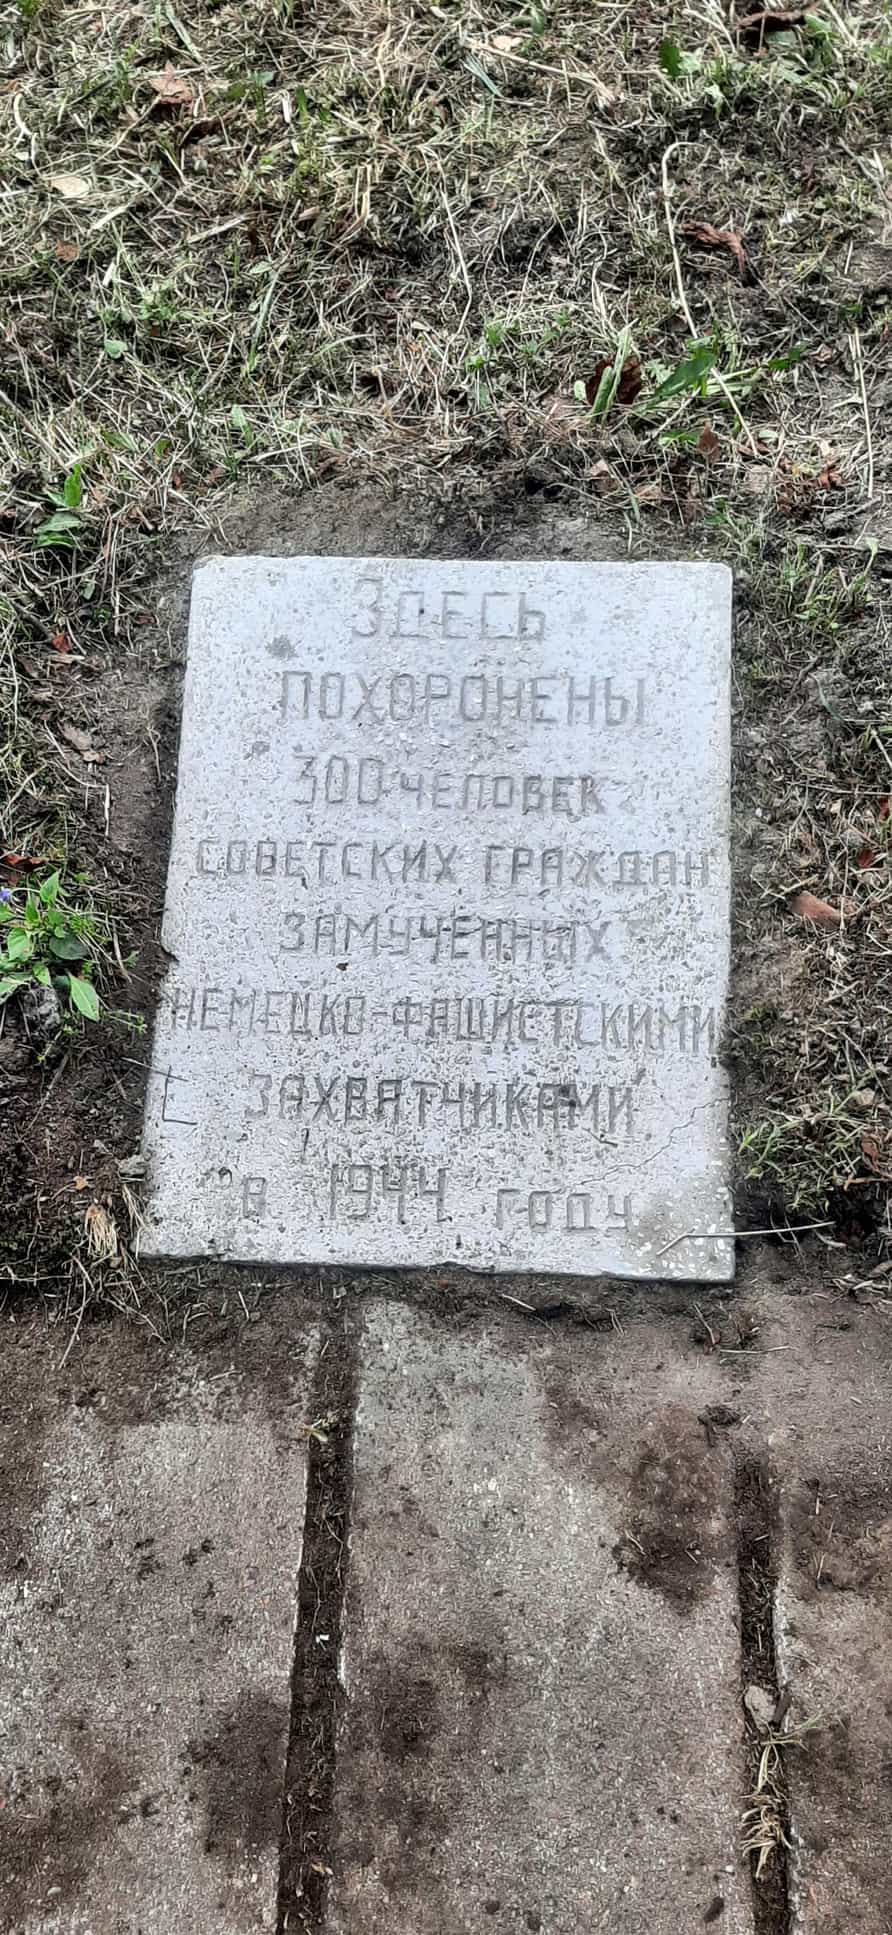 ЗДЕСЬ
ПОХОРОНЕНЫ
300 ЧЕЛОВЕК
СОВЕТСКИХ ГРАЖДАН
ЗАМУЧЕННЫХ
НЕМЕЦКО-ФАШИСТСКИМИ
ЗАХВАТЧИКАМИ
В 1944 ГОДУ